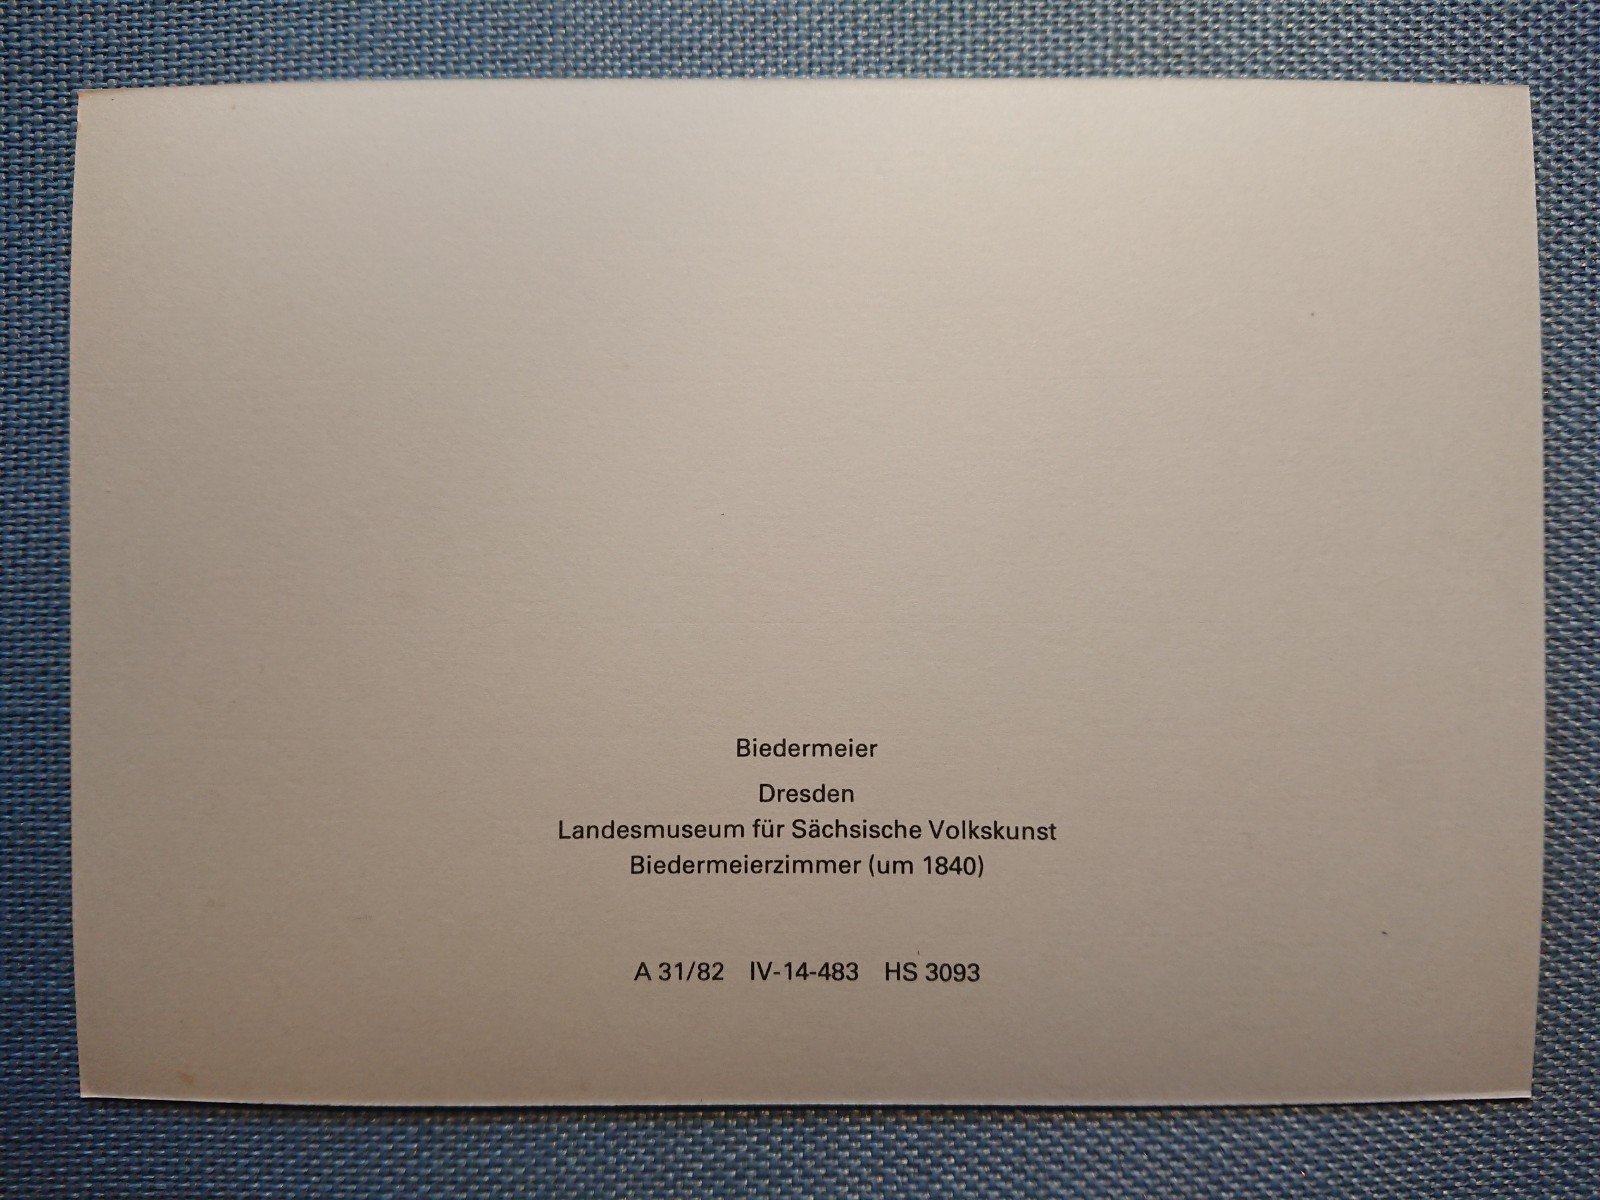 Biedermeier
Dresden
Landesmuseum für Sächsische Volkskunst
Biedermeierzimmer (um 1840)
A 31/82 IV-14-483 HS 3093